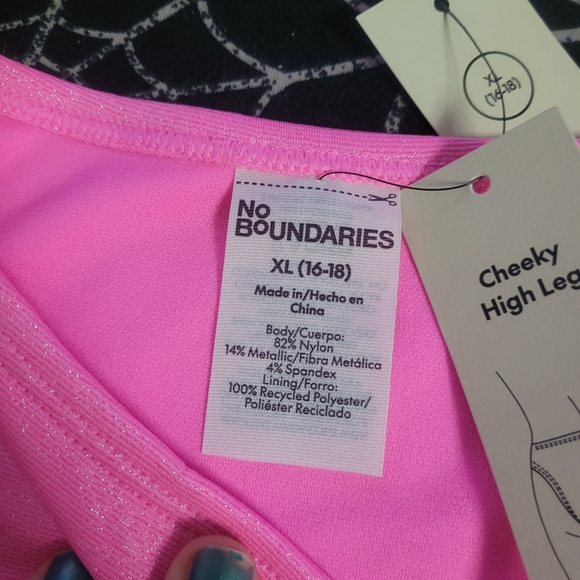 XL
(16-18)
NO
BOUNDARIES
XL (16-18)
Made in/Hecho en
China
Body/Cuerpo:
82% Nylon
14% Metallic/Fibra Metálica
4% Spandex
Lining/Forro:
100% Recycled Polyester/
Poliéster Reciclado
Cheeky
High Leg